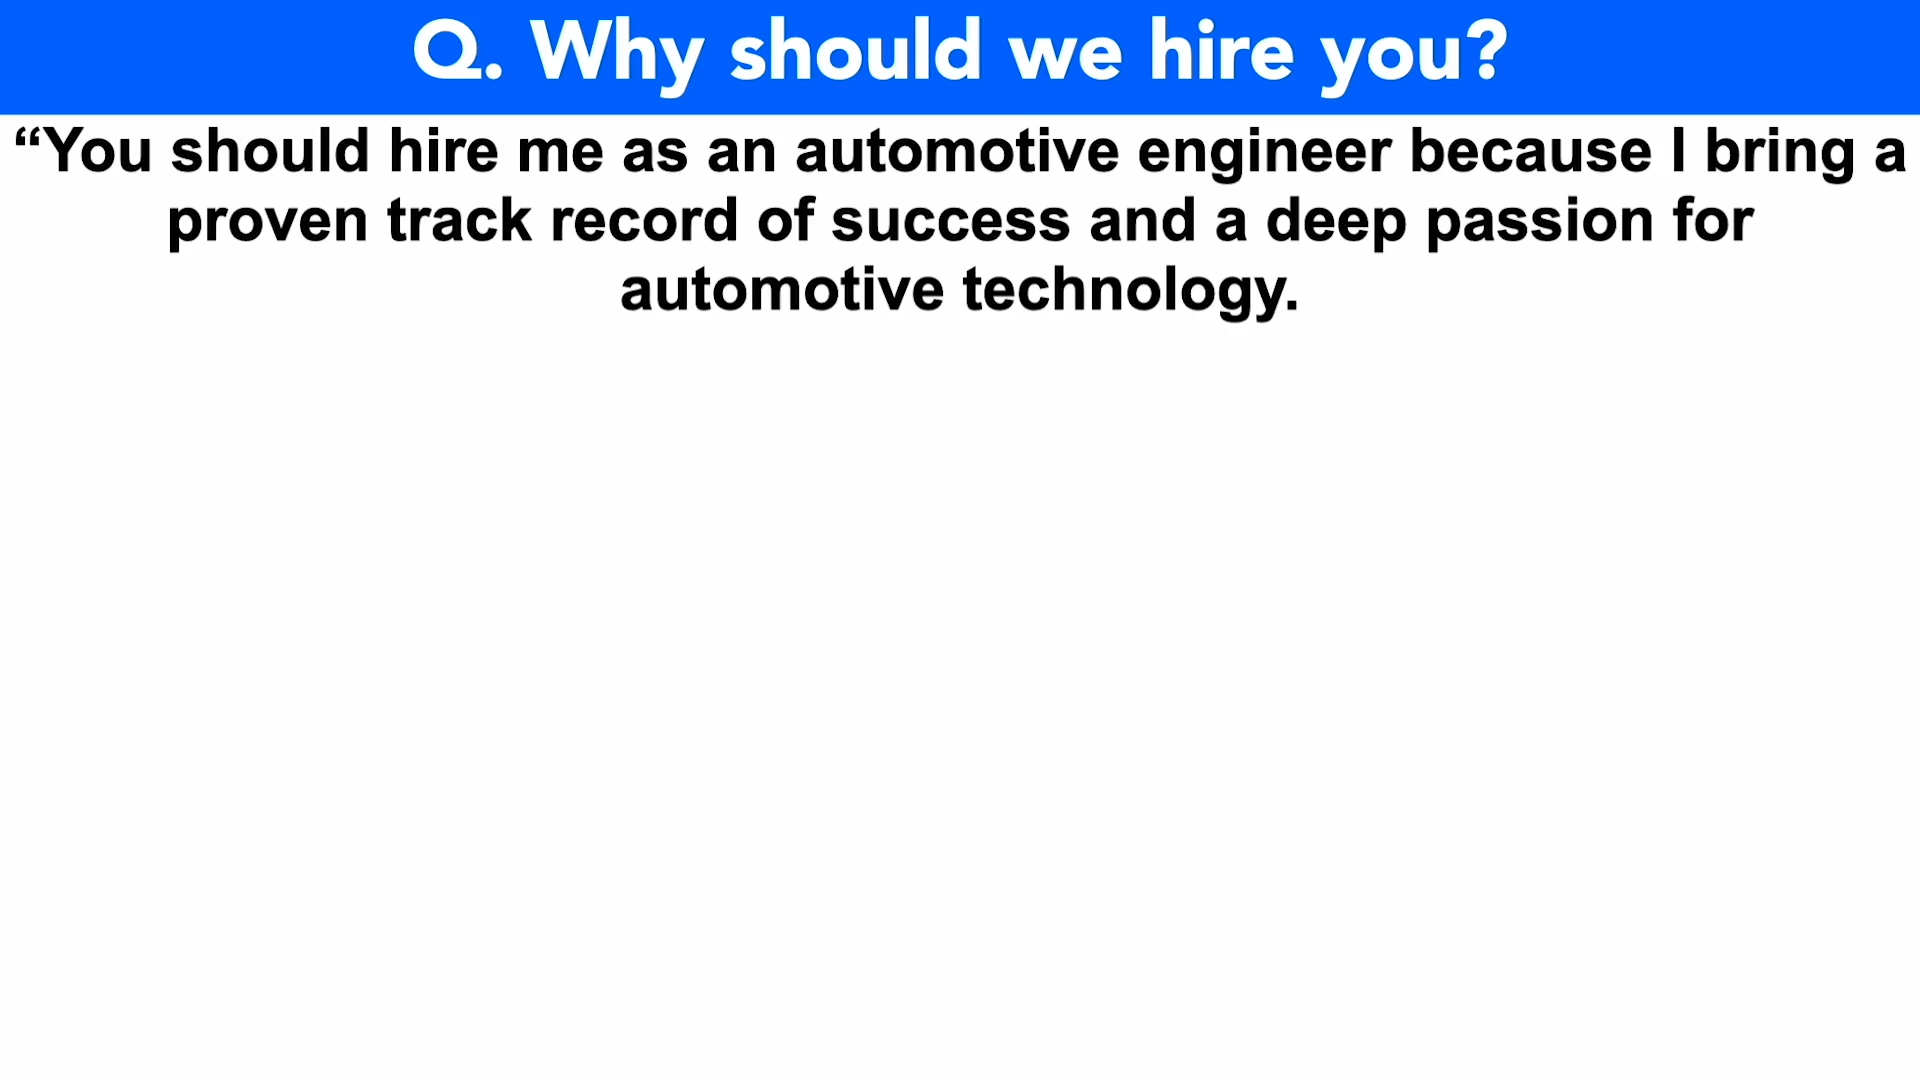 Q. Why should we hire you?
“You should hire me as an automotive engineer because I bring a
proven track record of success and a deep passion for
automotive technology.